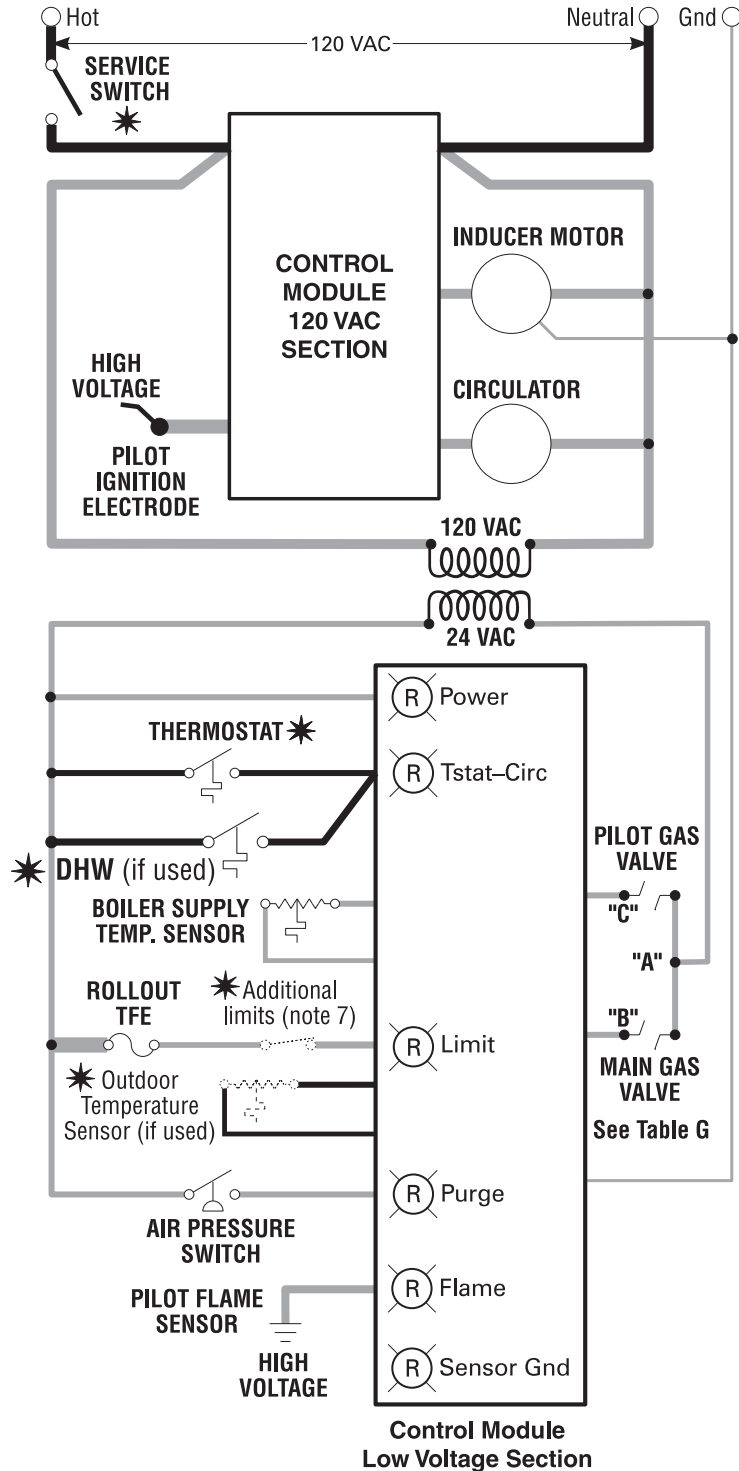 Hot
Neutral
Gnd
120 VAC
SERVICE
SWITCH
CONTROL
MODULE
120 VAC
SECTION
INDUCER MOTOR
HIGH
VOLTAGE
CIRCULATOR
PILOT
IGNITION
ELECTRODE
120 VAC
24 VAC
R Power
THERMOSTAT
R Tstat–Circ
DHW (if used)
PILOT GAS
VALVE
"C"
BOILER SUPPLY
TEMP. SENSOR
"A"
ROLLOUT
TFE
Additional
limits (note 7)
"B"
R Limit
MAIN GAS
VALVE
Outdoor
Temperature
Sensor (if used)
See Table G
R Purge
AIR PRESSURE
SWITCH
R Flame
PILOT FLAME
SENSOR
HIGH
VOLTAGE
R Sensor Gnd
Control Module
Low Voltage Section